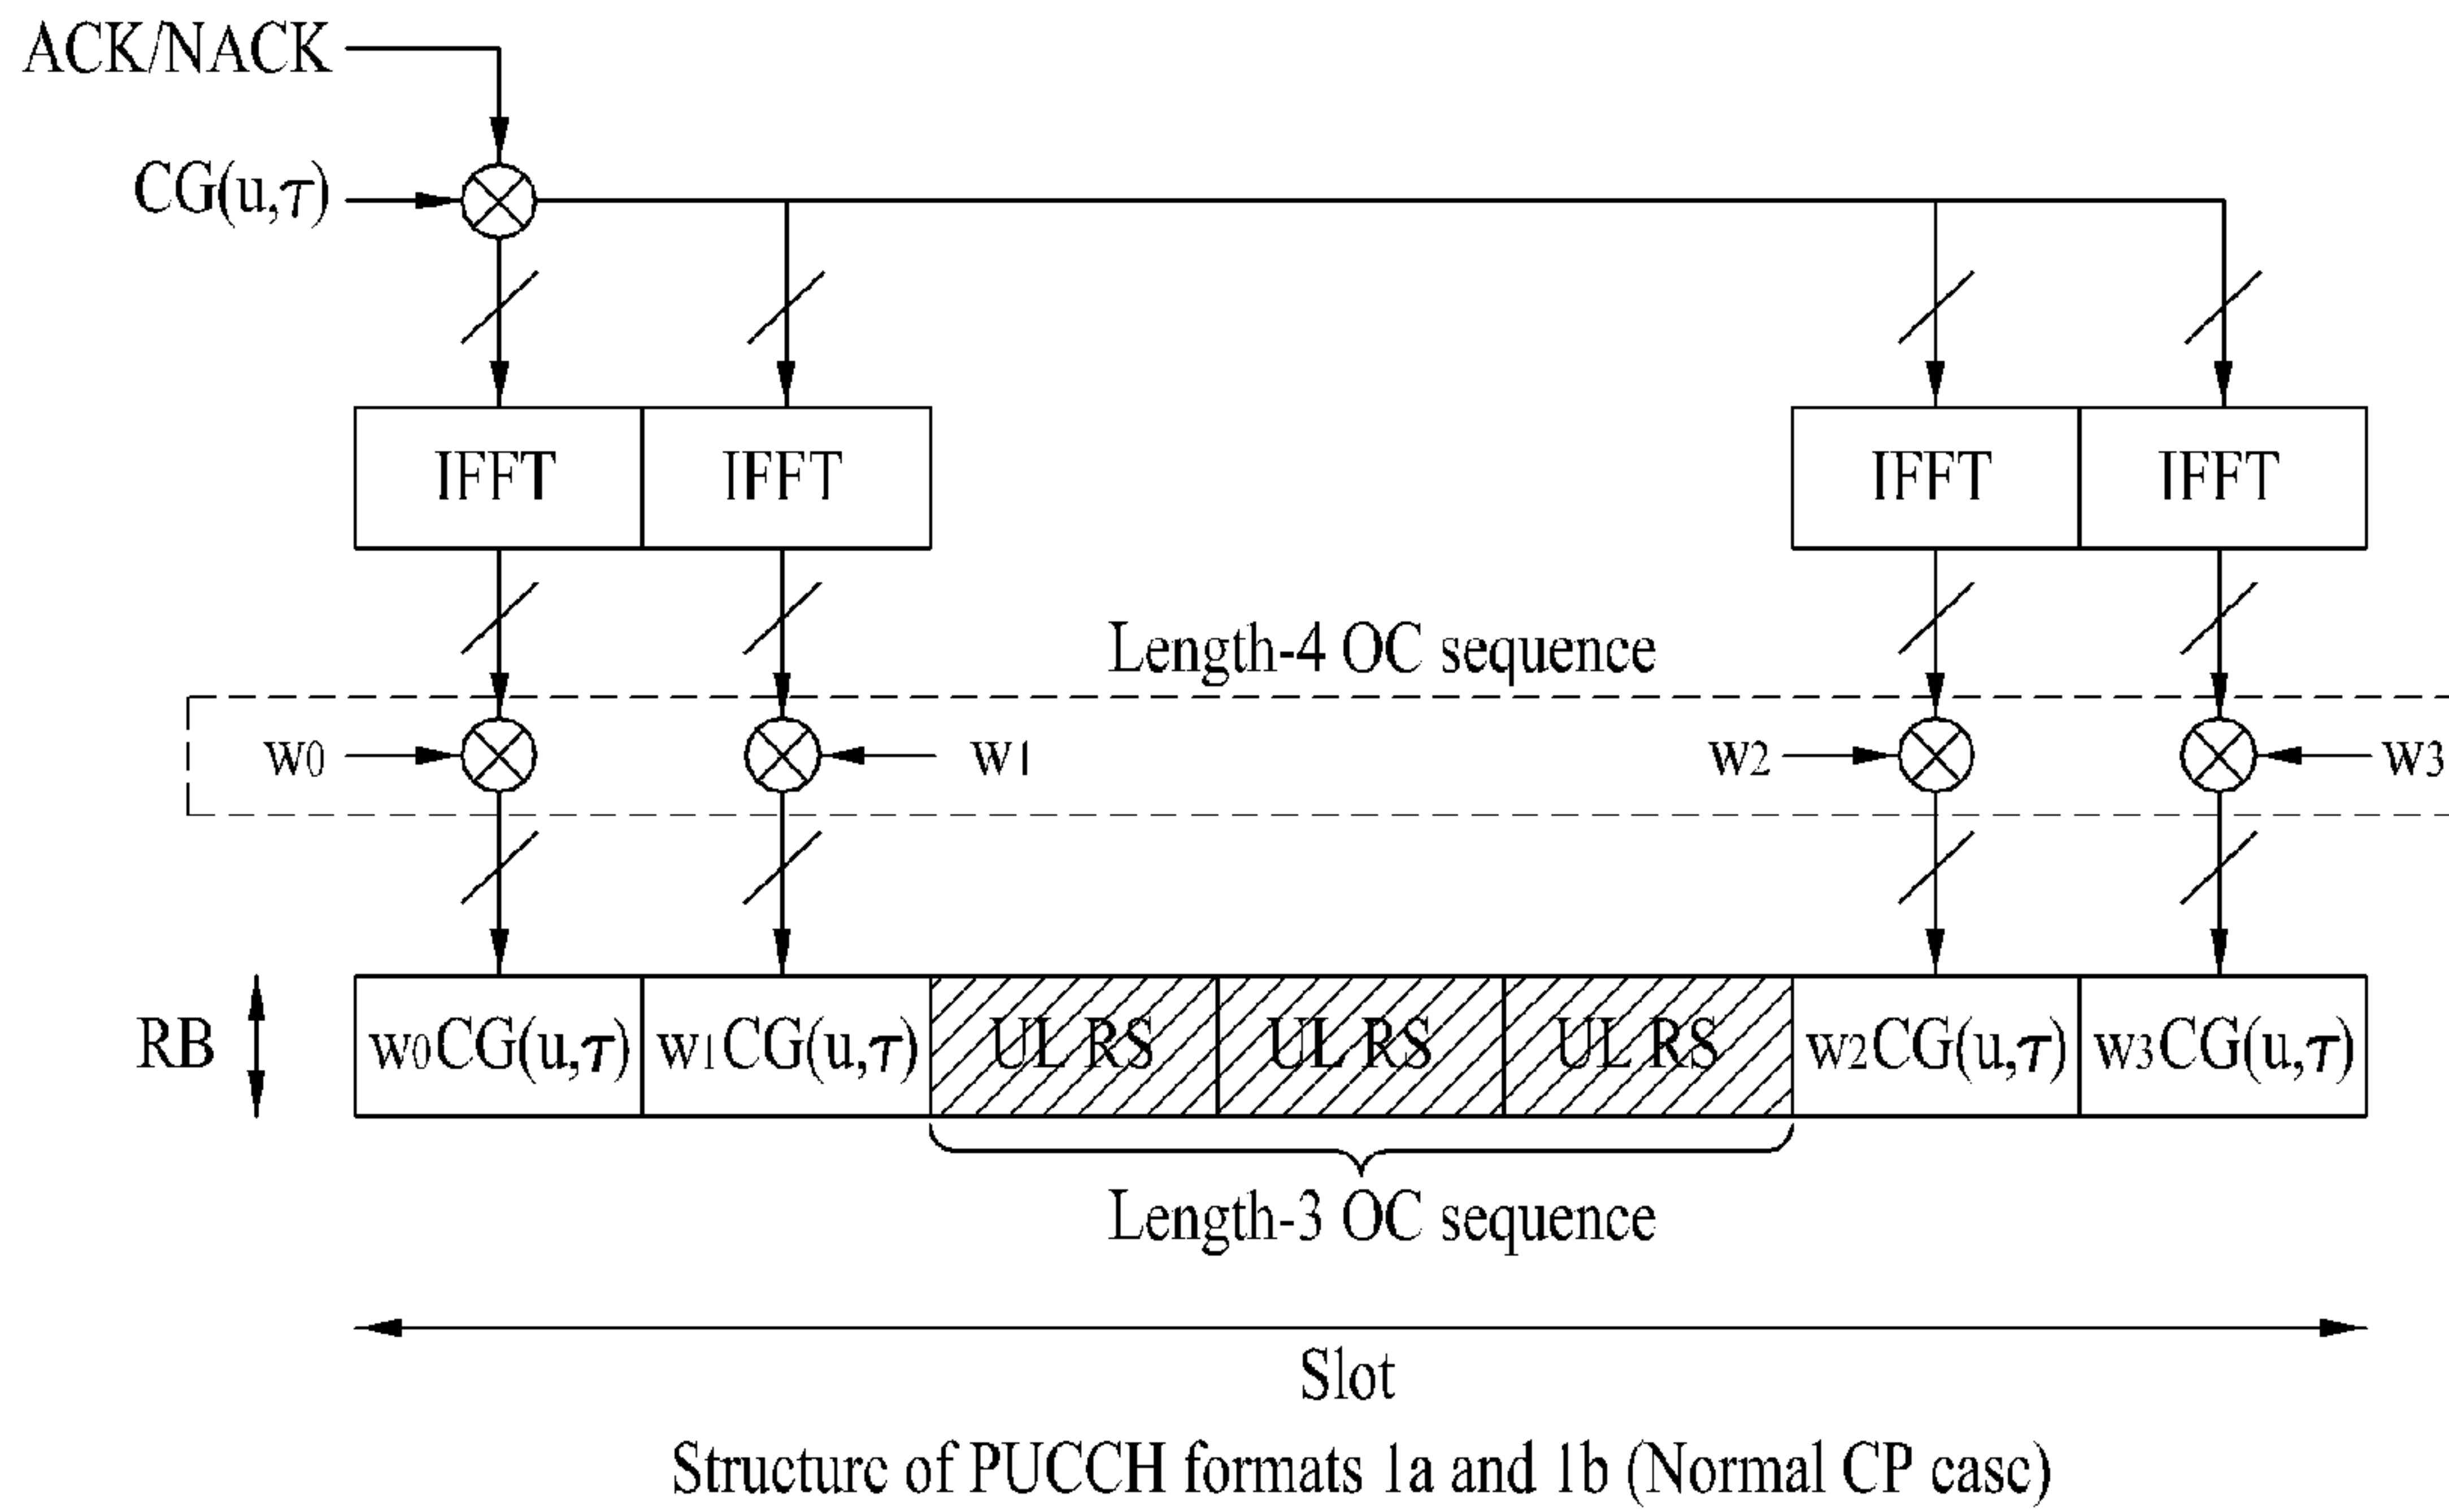 ACK/NACK
CG(u,τ)
IFFT IFFT IFFT IFFT
Length-4 OC sequence
w0 w1 w2 w3
RB w0CG(u,τ) w1CG(u,τ) UL RS UL RS UL RS w2CG(u,τ) w3CG(u,τ)
Length-3 OC sequence
Slot
Structure of PUCCH formats 1a and 1b (Normal CP case)